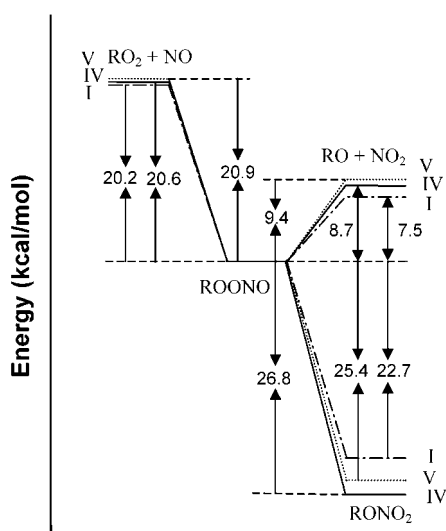 Energy (kcal/mol)
RO₂ + NO
V
IV
I
20.2
20.6
20.9
RO + NO₂
V
IV
I
9.4
8.7
7.5
ROONO
26.8
25.4
22.7
I
V
IV
RONO₂